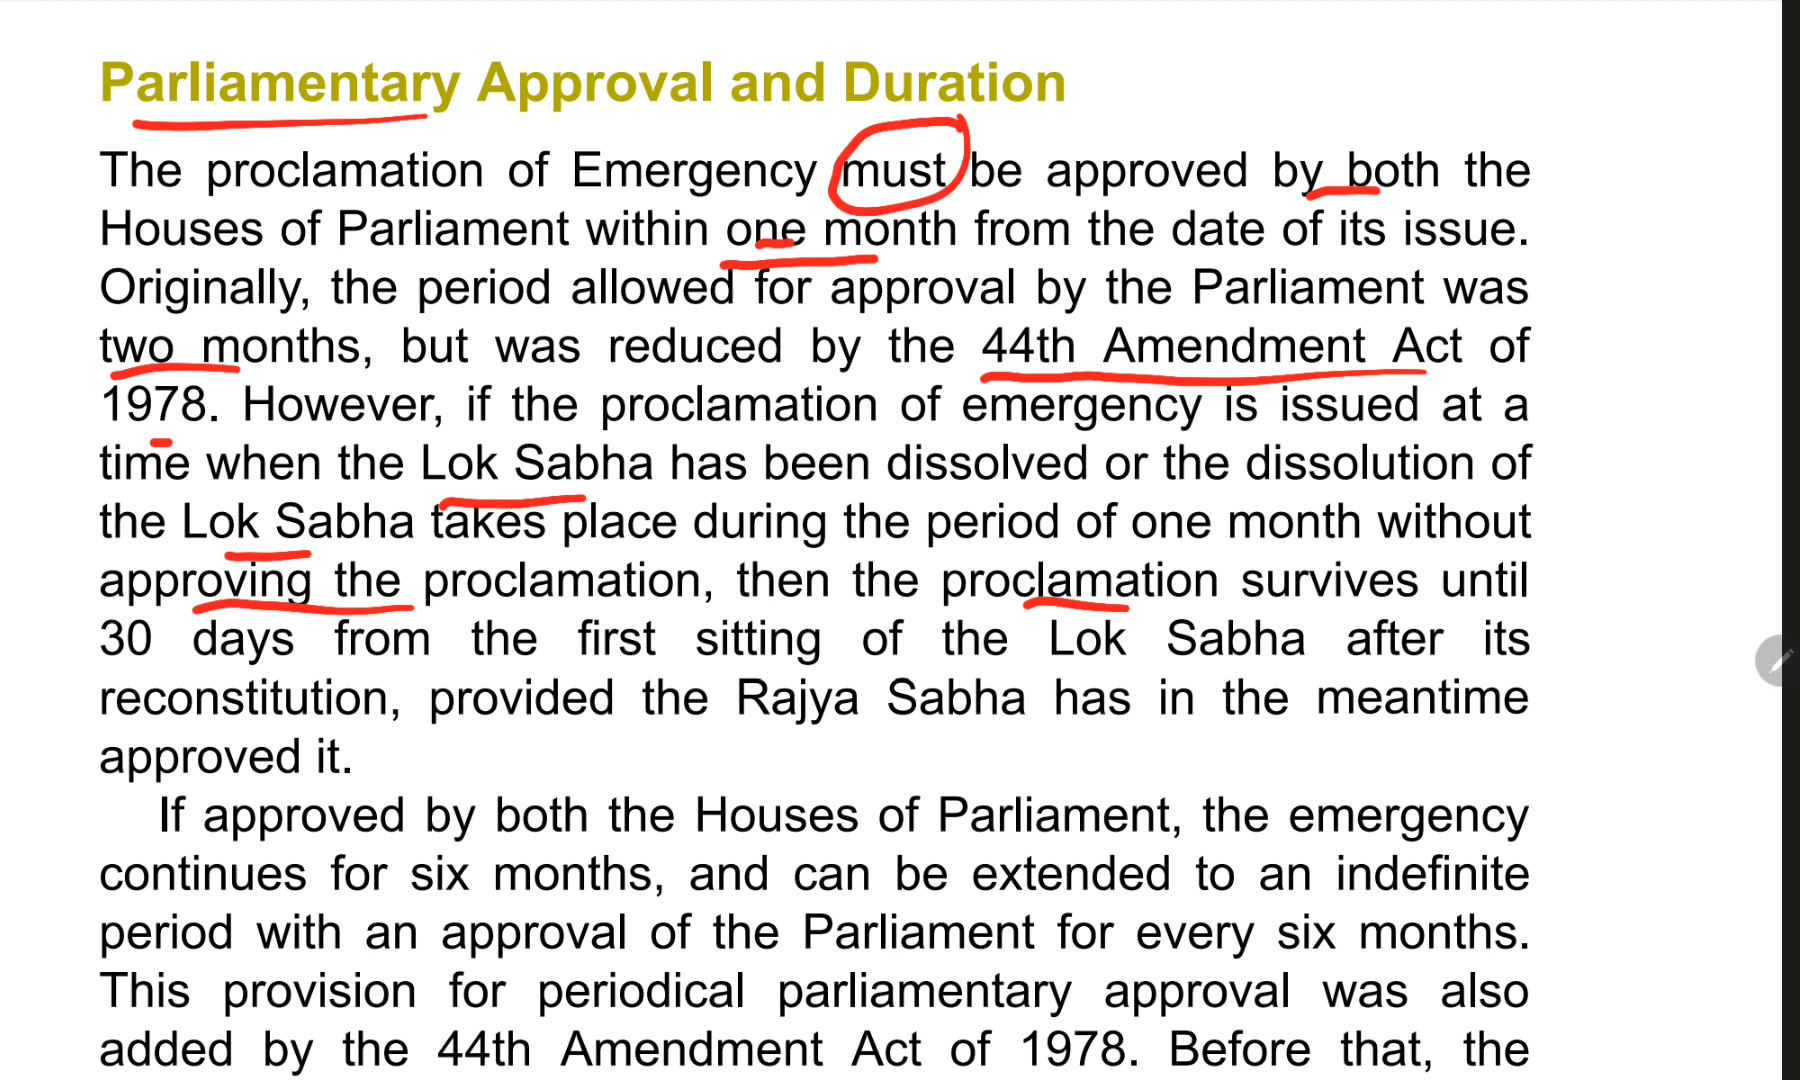 Parliamentary Approval and Duration
The proclamation of Emergency must be approved by both the
Houses of Parliament within one month from the date of its issue.
Originally, the period allowed for approval by the Parliament was
two months, but was reduced by the 44th Amendment Act of
1978. However, if the proclamation of emergency is issued at a
time when the Lok Sabha has been dissolved or the dissolution of
the Lok Sabha takes place during the period of one month without
approving the proclamation, then the proclamation survives until
30 days from the first sitting of the Lok Sabha after its
reconstitution, provided the Rajya Sabha has in the meantime
approved it.
If approved by both the Houses of Parliament, the emergency
continues for six months, and can be extended to an indefinite
period with an approval of the Parliament for every six months.
This provision for periodical parliamentary approval was also
added by the 44th Amendment Act of 1978. Before that, the